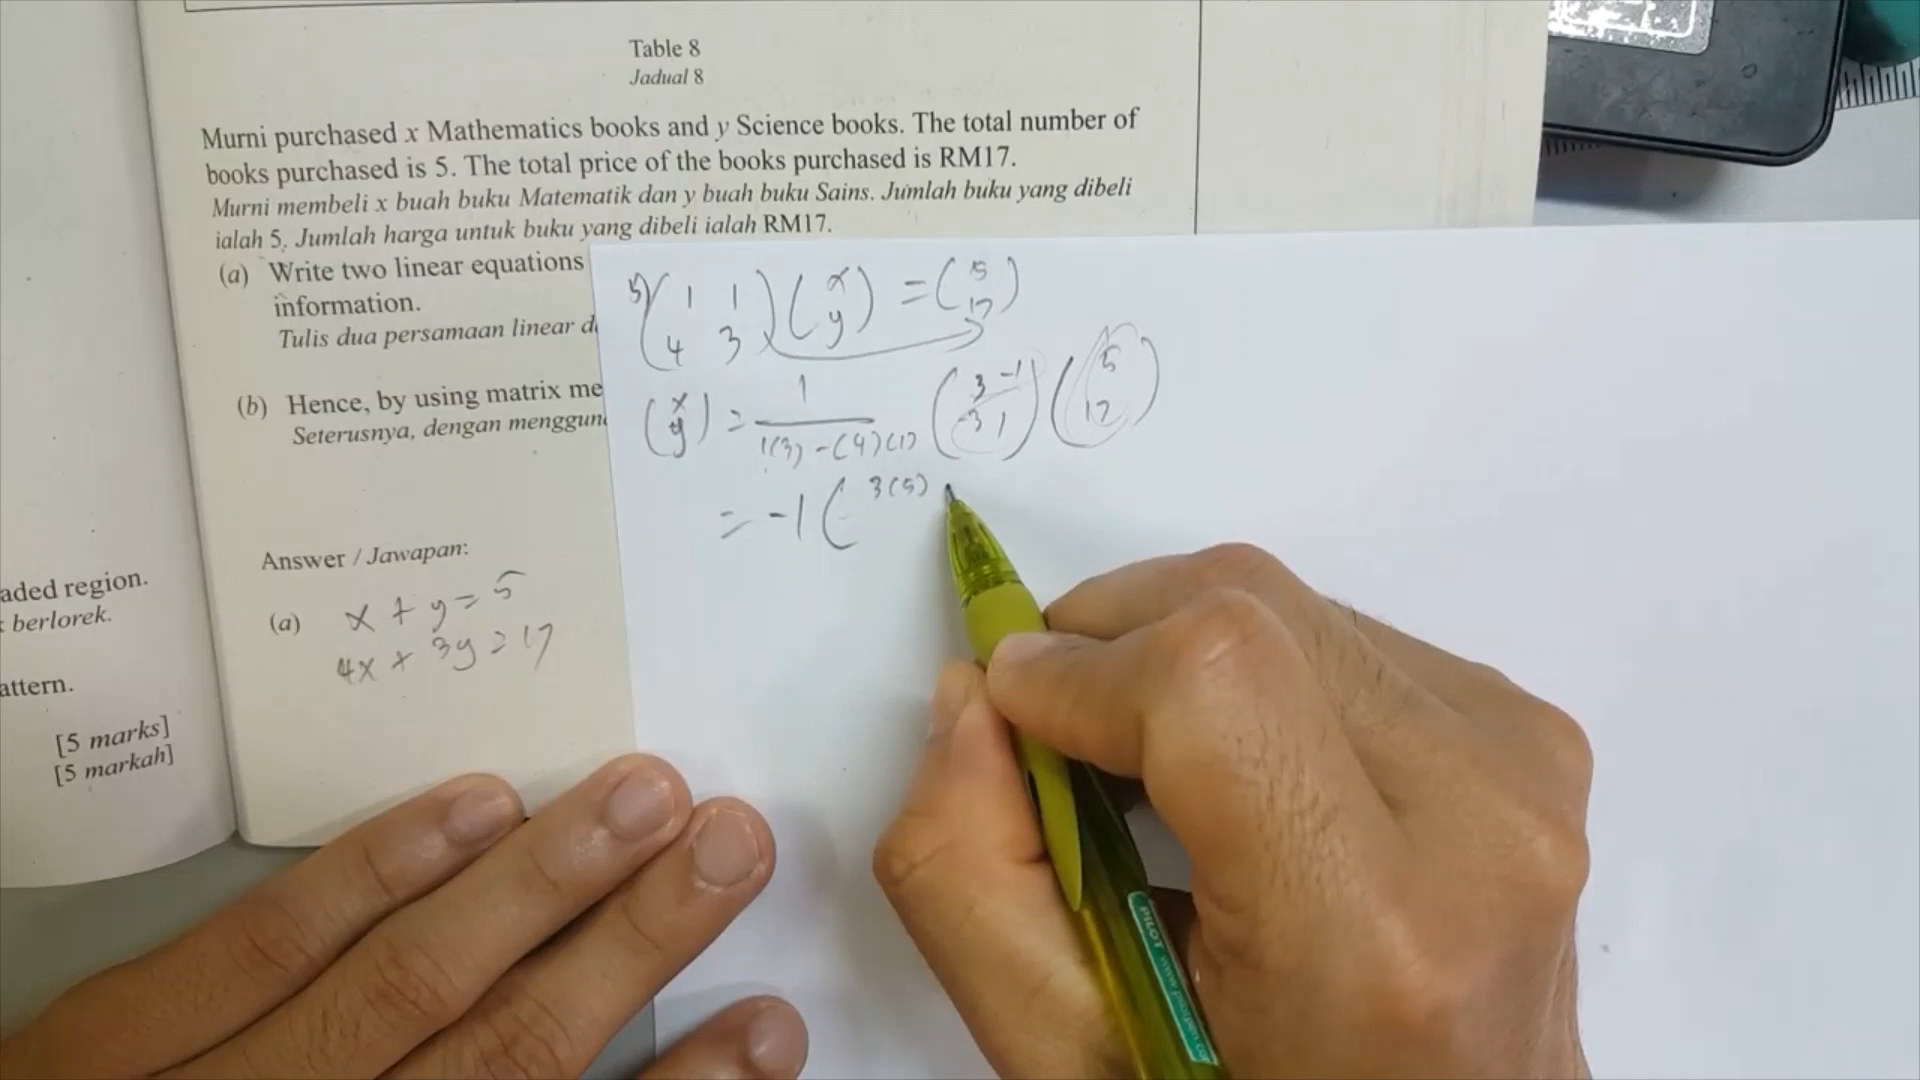 Table 8
Jadual 8
Murni purchased x Mathematics books and y Science books. The total number of
books purchased is 5. The total price of the books purchased is RM17.
Murni membeli x buah buku Matematik dan y buah buku Sains. Jumlah buku yang dibeli
ialah 5. Jumlah harga untuk buku yang dibeli ialah RM17.
(a) Write two linear equations
information.
Tulis dua persamaan linear d
(b) Hence, by using matrix me
Seterusnya, dengan menggun
Answer / Jawapan:
(a) x + y = 5
4x + 3y = 17
aded region.
berlorek.
attern.
[5 marks]
[5 markah]
b) ( 1 1 ) ( x ) = ( 5 )
4 3 y 17
( x ) = 1 ( 3 -1 ) ( 5 )
y 1(3) - (4)(1) -3 1 17
= -1 ( 3(5)
PILOT